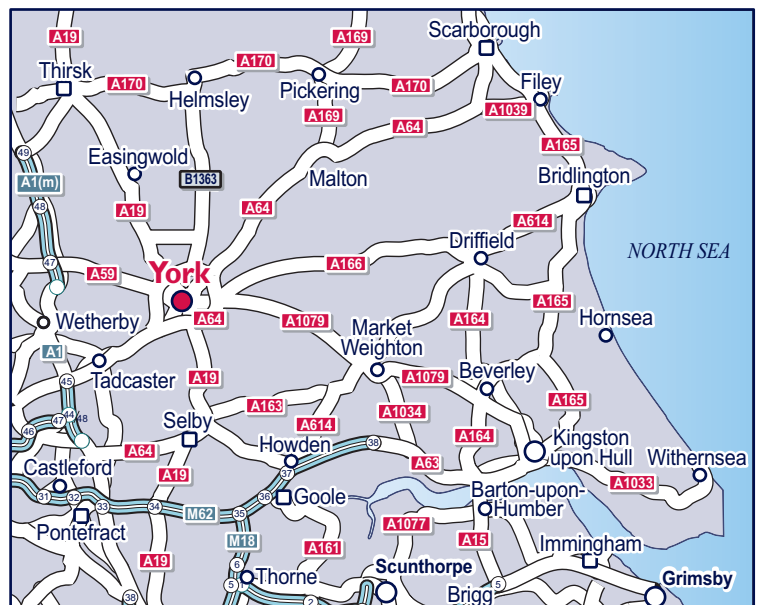 A19
A169
Scarborough
Thirsk
A170
A170
Helmsley
Pickering
A170
Filey
A169
A1039
A64
A165
49
Easingwold
A1(m)
B1363
Malton
Bridlington
48
A19
A64
A614
Driffield
NORTH SEA
47
A59
York
A166
A165
Wetherby
A64
A1079
Market
Weighton
A164
Hornsea
A1
Tadcaster
A19
A1079
Beverley
45
A163
A1034
A165
44
48
47
46
Selby
A614
A164
Kingston
upon Hull
A64
Howden
38
A63
Withernsea
Castleford
A19
37
A1033
31
32
33
34
36
Goole
Barton-upon-
Humber
M62
35
Pontefract
M18
A1077
A15
Immingham
A19
A161
Scunthorpe
6
5
Thorne
Grimsby
38
2
Brigg
5